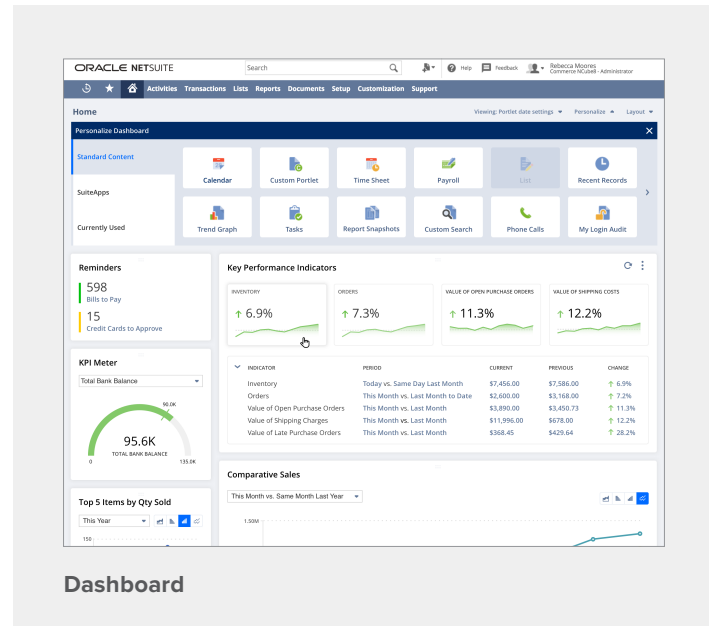 ORACLE NETSUITE
Search
Help
Feedback
Rebecca Moores
Commerce NCubell - Administrator
Activities Transactions Lists Reports Documents Setup Customization Support
Home
Viewing: Portlet date settings
Personalize
Layout
Personalize Dashboard
Standard Content
SuiteApps
Currently Used
Calendar
Custom Portlet
Time Sheet
Payroll
List
Recent Records
Trend Graph
Tasks
Report Snapshots
Custom Search
Phone Calls
My Login Audit
Reminders
598
Bills to Pay
15
Credit Cards to Approve
KPI Meter
Total Bank Balance
90.0K
95.6K
TOTAL BANK BALANCE
0
135.0K
Top 5 Items by Qty Sold
This Year
150
Key Performance Indicators
INVENTORY
6.9%
ORDERS
7.3%
VALUE OF OPEN PURCHASE ORDERS
11.3%
VALUE OF SHIPPING COSTS
12.2%
INDICATOR PERIOD CURRENT PREVIOUS CHANGE
Inventory Today vs. Same Day Last Month $7,456.00 $7,586.00 6.9%
Orders This Month vs. Last Month to Date $2,600.00 $3,168.00 7.2%
Value of Open Purchase Orders This Month vs. Last Month $3,890.00 $3,450.73 11.3%
Value of Shipping Charges This Month vs. Last Month $11,996.00 $678.00 12.2%
Value of Late Purchase Orders This Month vs. Last Month $368.45 $429.64 28.2%
Comparative Sales
This Month vs. Same Month Last Year
1.50M
Dashboard